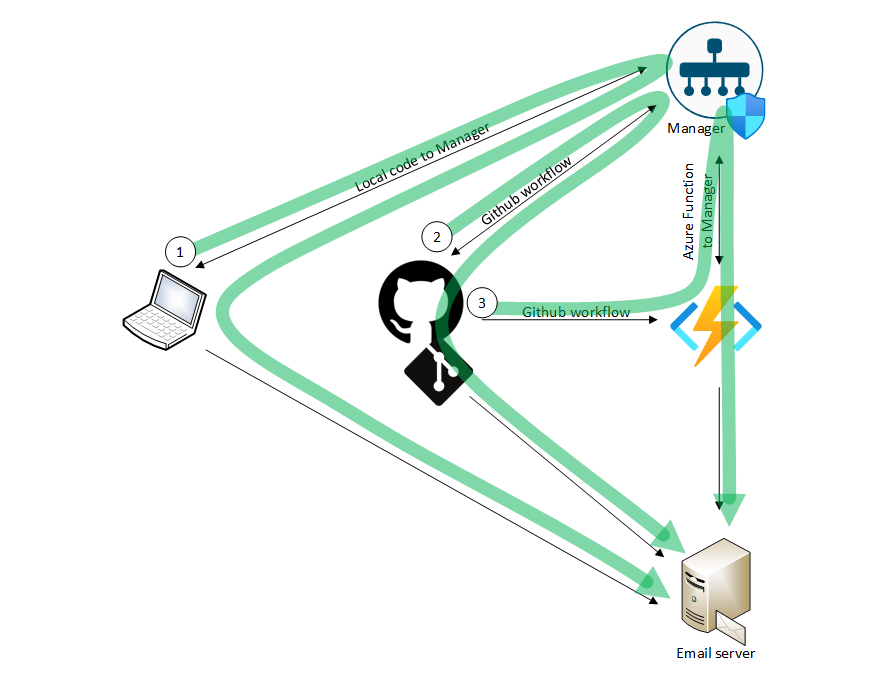 Manager
Local code to Manager
1
Github workflow
2
Azure Function
to Manager
3
Github workflow
Email server